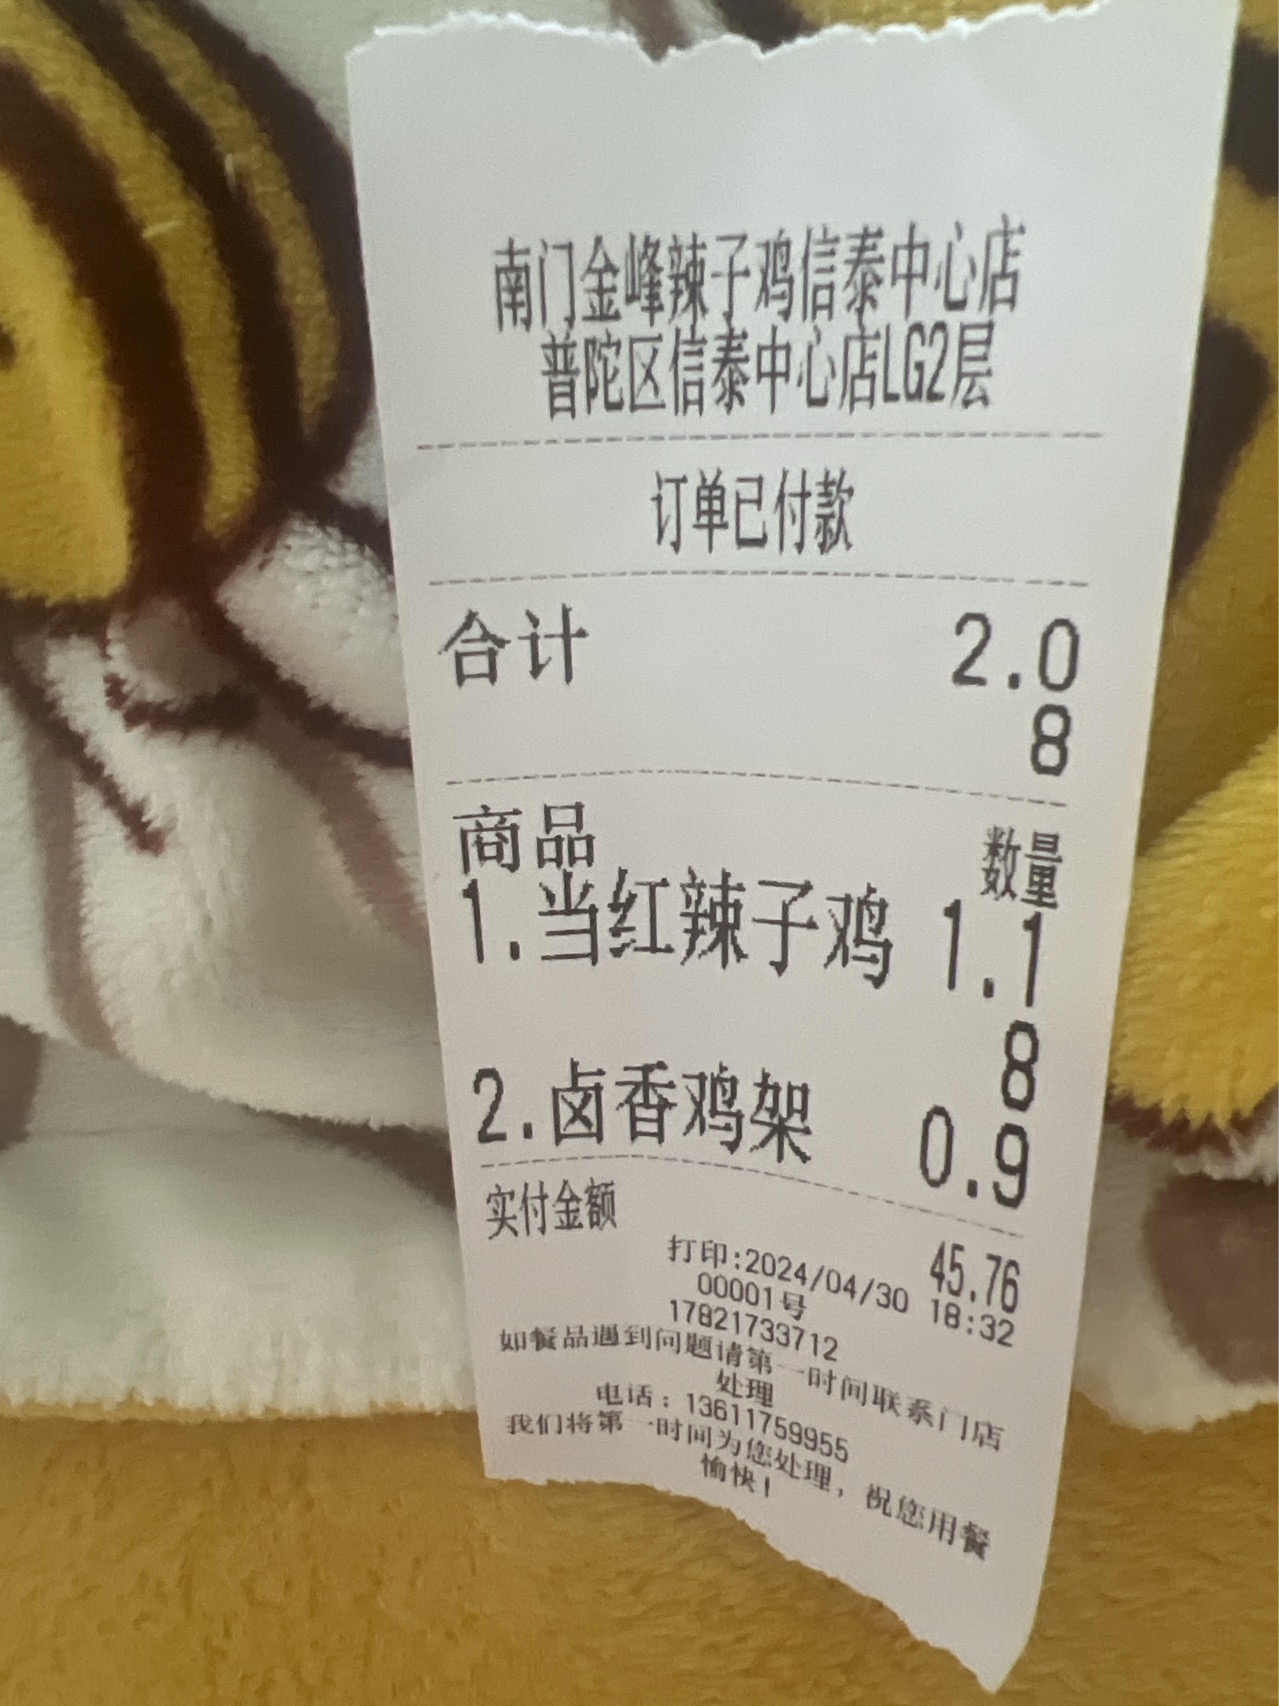 南门金峰辣子鸡信泰中心店
普陀区信泰中心店LG2层
订单已付款
合计 2.0
8
商品 数量
1.当红辣子鸡 1.1
8
2.卤香鸡架 0.9
实付金额 45.76
打印:2024/04/30 18:32
00001号
17821733712
如餐品遇到问题请第一时间联系门店
处理
电话：13611759955
我们将第一时间为您处理，祝您用餐
愉快！